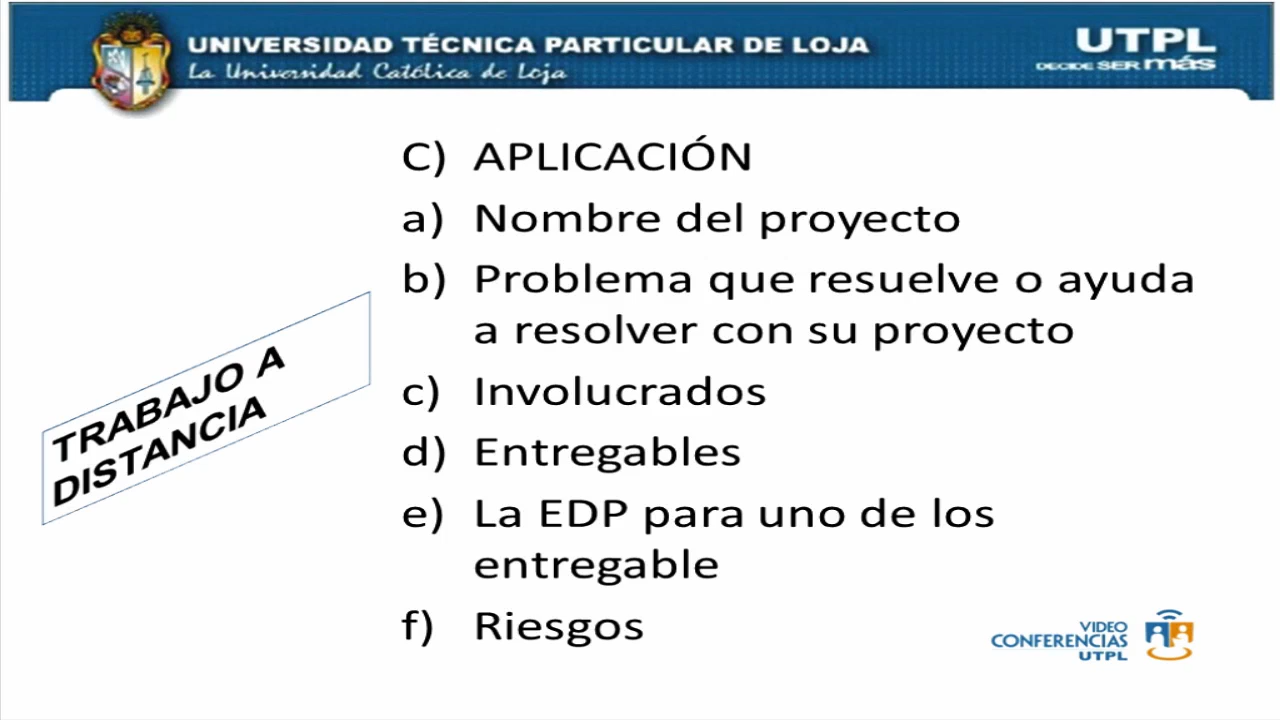 UNIVERSIDAD TÉCNICA PARTICULAR DE LOJA
La Universidad Católica de Loja
UTPL
DECIDE SER más
TRABAJO A
DISTANCIA
C) APLICACIÓN
a) Nombre del proyecto
b) Problema que resuelve o ayuda
a resolver con su proyecto
c) Involucrados
d) Entregables
e) La EDP para uno de los
entregable
f) Riesgos
VIDEO
CONFERENCIAS
UTPL